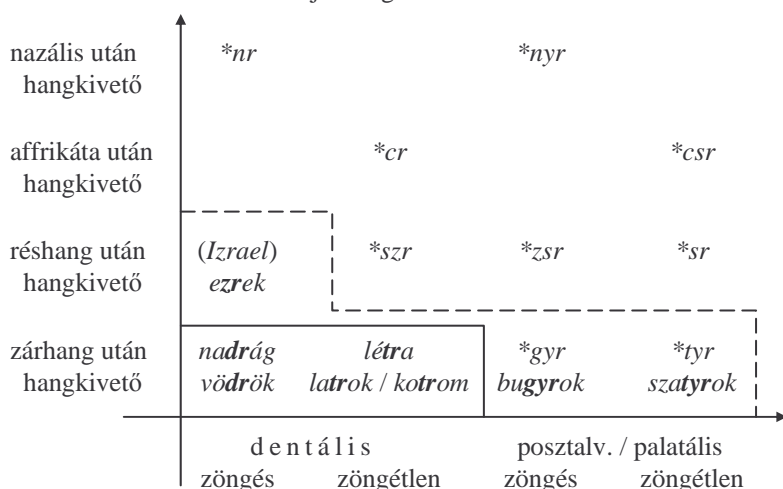 nazális után *nr *nyr
hangkivető
affrikáta után *cr *csr
hangkivető
réshang után (Izrael) *szr *zsr *sr
hangkivető ezrek
zárhang után nadrág létra *gyr *tyr
hangkivető vödrök latrok / kotrom bugyrok szatyrok
dentális posztalv. / palatális
zöngés zöngétlen zöngés zöngétlen